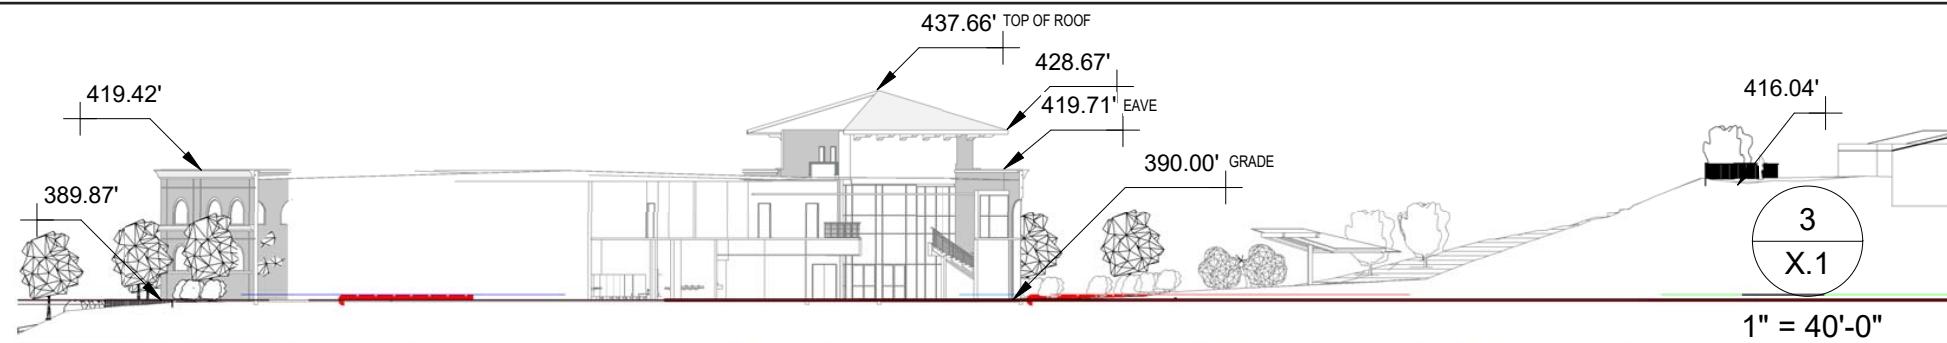 437.66' TOP OF ROOF
428.67'
419.42'
419.71' EAVE
416.04'
390.00' GRADE
389.87'
3
X.1
1" = 40'-0"